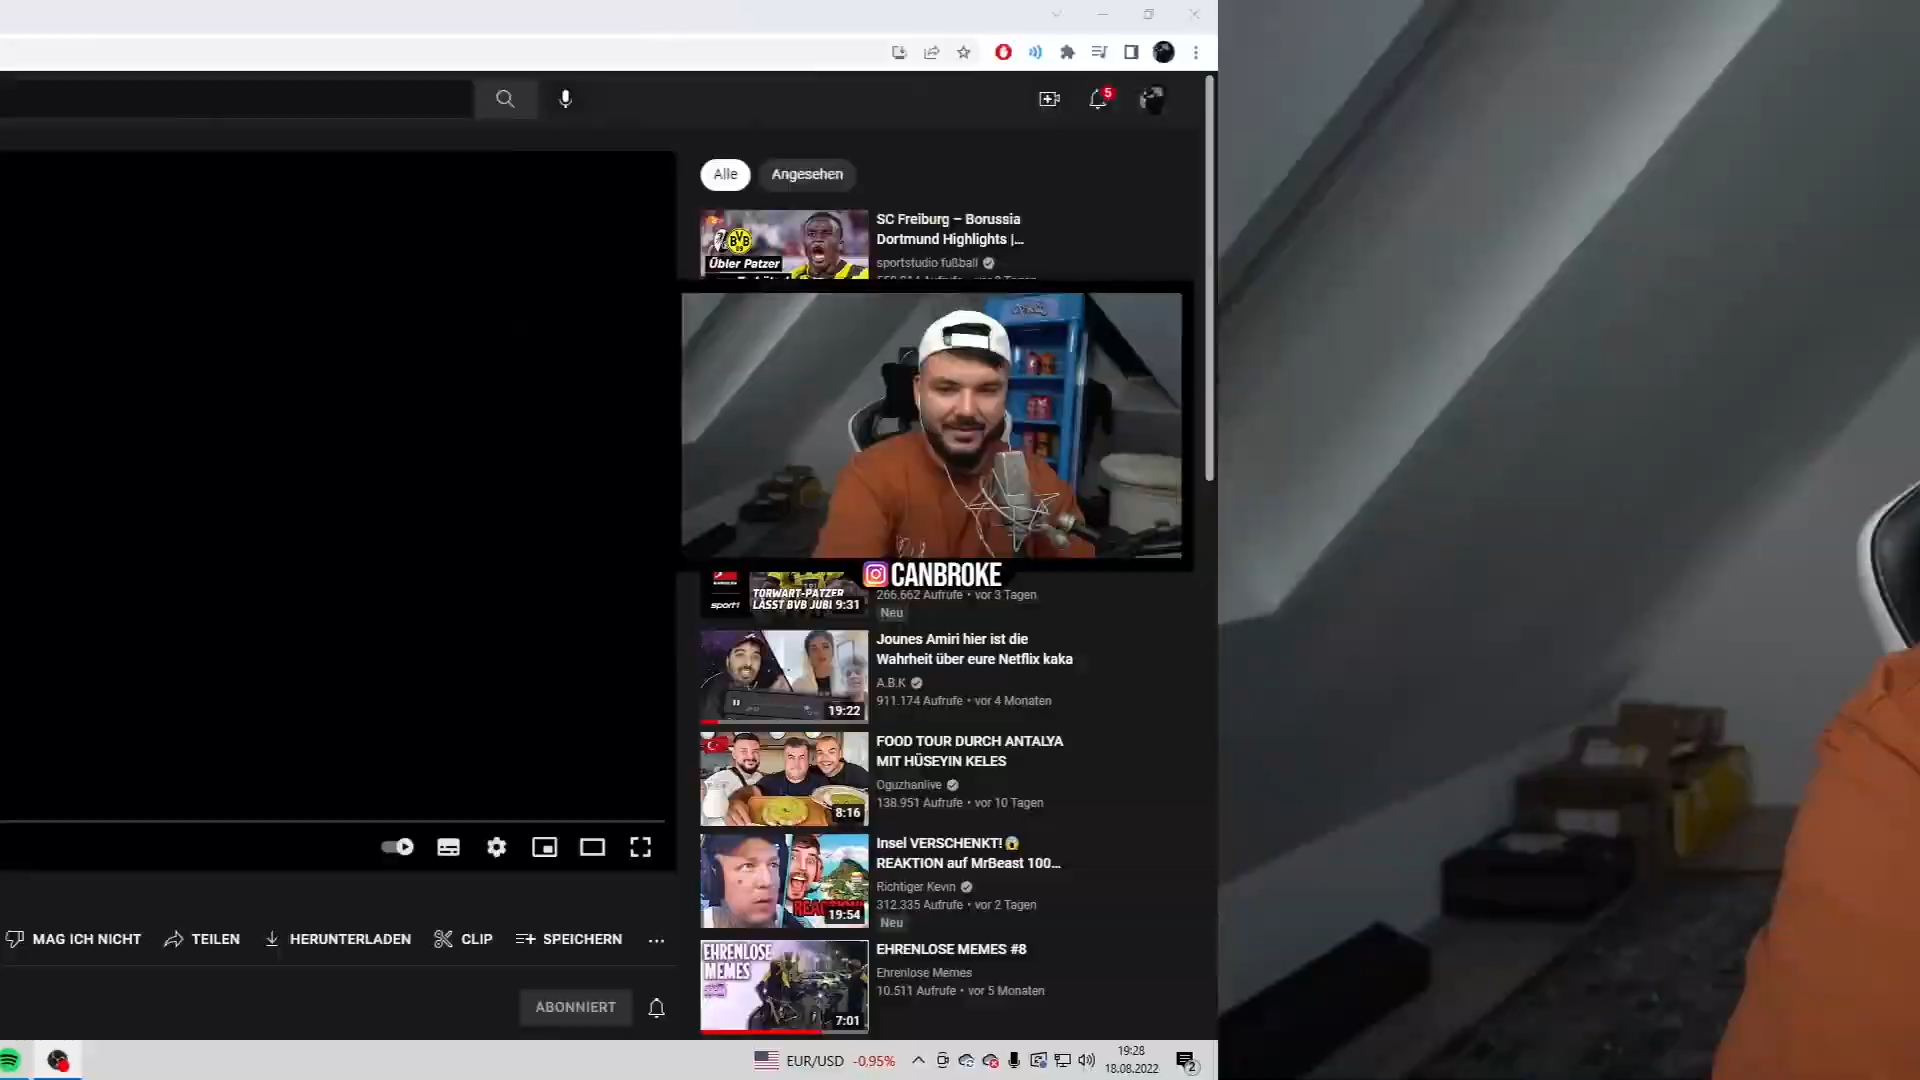 5
Alle
Angesehen
SC Freiburg – Borussia
Dortmund Highlights |...
sportstudio fußball
Übler Patzer
BVB
09
CANBROKE
TORWART-PATZER
LÄSST BVB JUBI
9:31
sport1
266.662 Aufrufe • vor 3 Tagen
Neu
Jounes Amiri hier ist die
Wahrheit über eure Netflix kaka
A.B.K
911.174 Aufrufe • vor 4 Monaten
19:22
FOOD TOUR DURCH ANTALYA
MIT HÜSEYIN KELES
Oguzhanlive
138.951 Aufrufe • vor 10 Tagen
8:16
Insel VERSCHENKT!😱
REAKTION auf MrBeast 100...
Richtiger Kevin
312.335 Aufrufe • vor 2 Tagen
19:54
Neu
MAG ICH NICHT
TEILEN
HERUNTERLADEN
CLIP
SPEICHERN
EHRENLOSE
MEMES
EHRENLOSE MEMES #8
Ehrenlose Memes
10.511 Aufrufe • vor 5 Monaten
7:01
ABONNIERT
EUR/USD -0,95%
19:28
18.08.2022
2